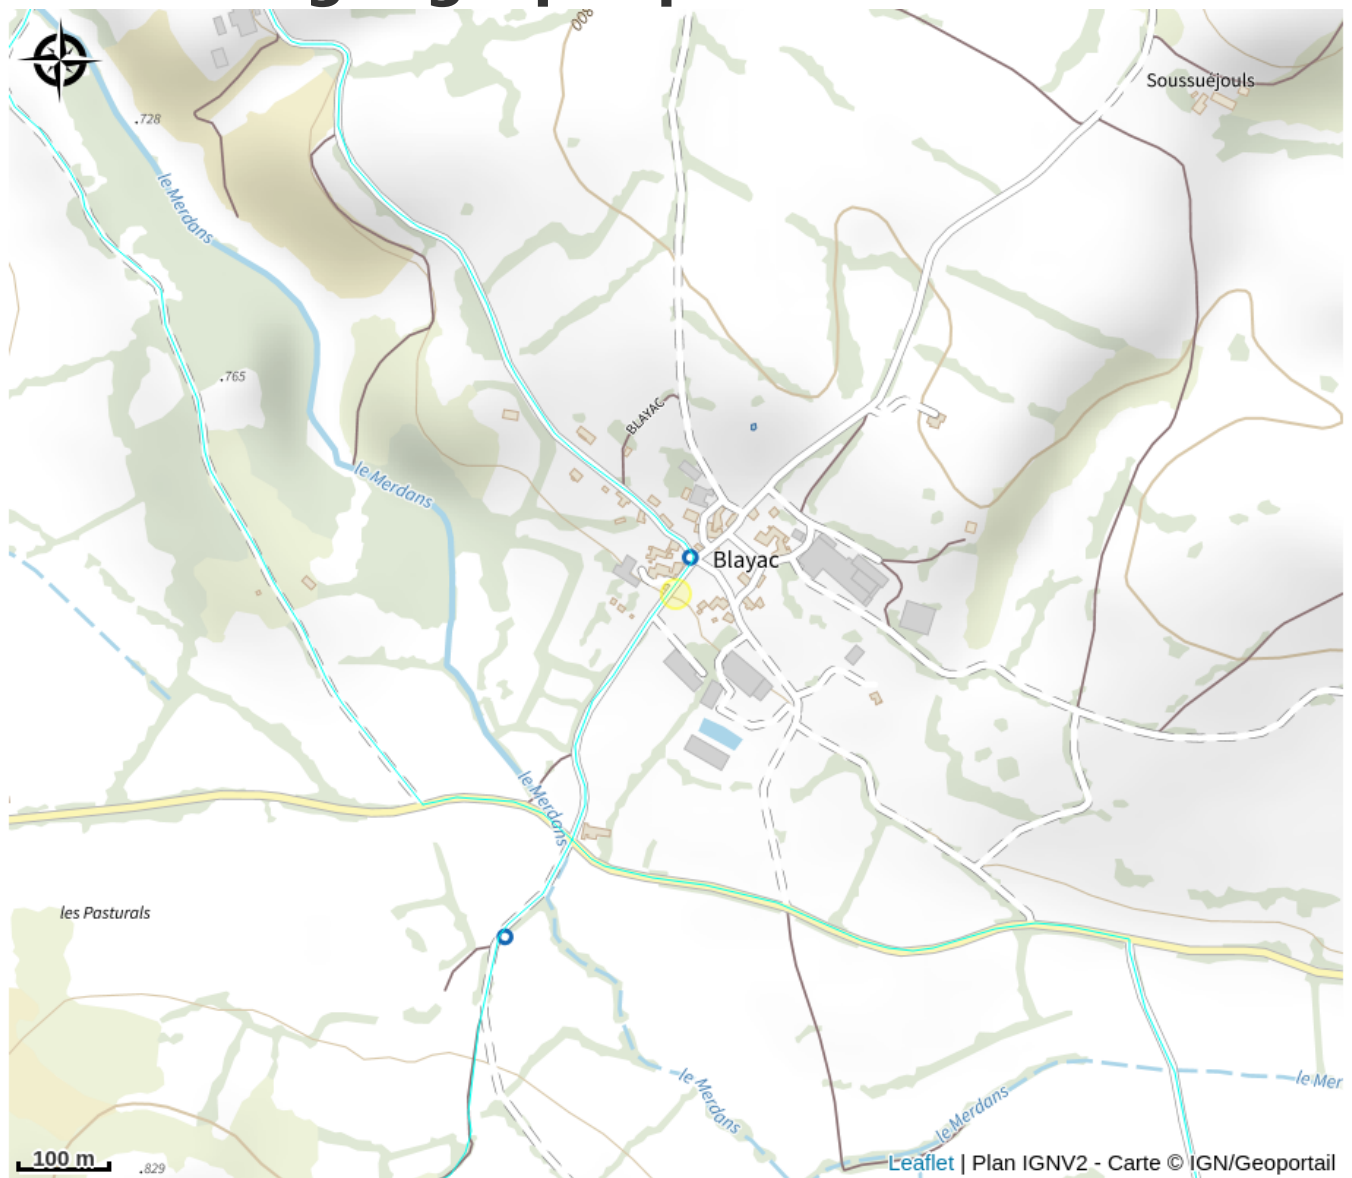 800
Soussuéjouls
.728
le Merdans
.765
BLAYAC
le Merdans
Blayac
le Merdans
les Pasturals
le Merdans
le Merdans
le Mer
.829
100 m
Leaflet | Plan IGNV2 - Carte © IGN/Geoportail